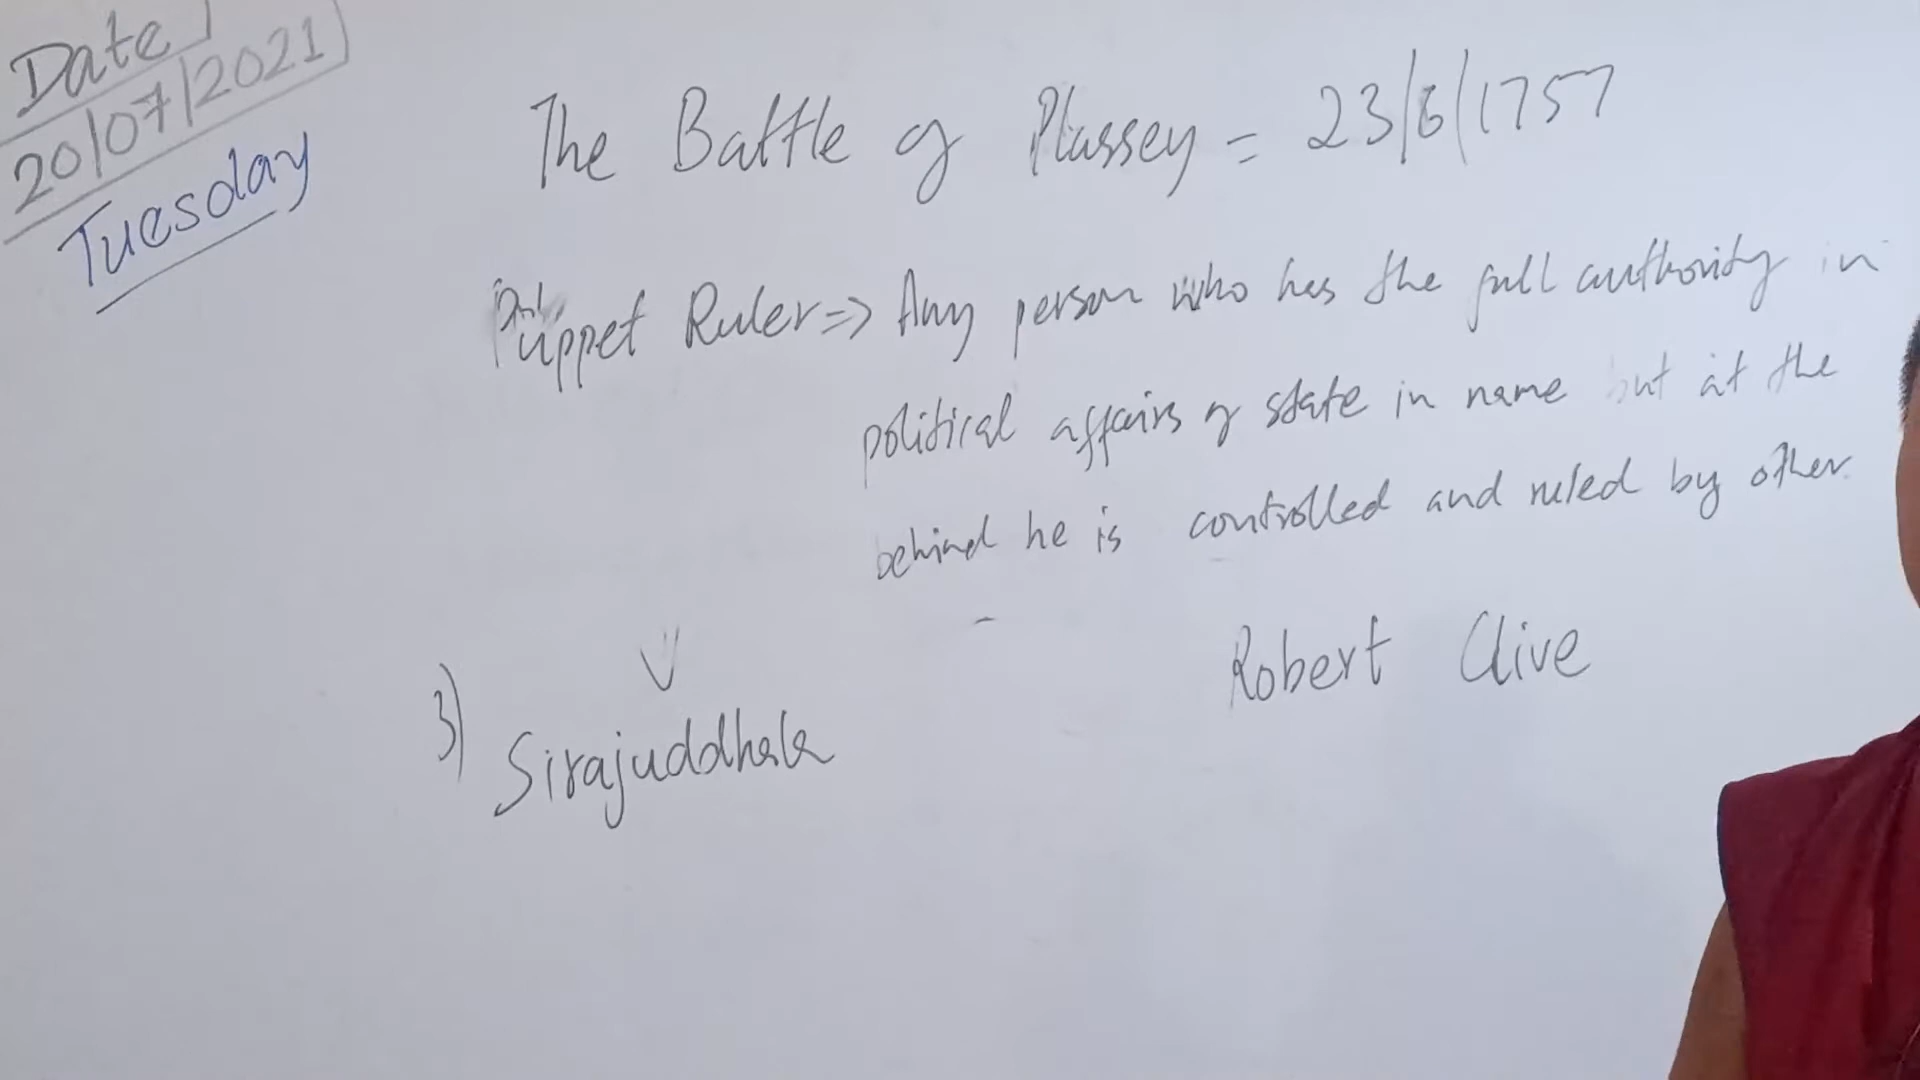 Date
20/07/2021
Tuesday
The Battle of Plassey = 23/6/1757
Puppet Ruler => Any person who has the full authority in
political affairs of state in name but at the
behind he is controlled and ruled by other.
Robert Clive
3) Sirajuddhala